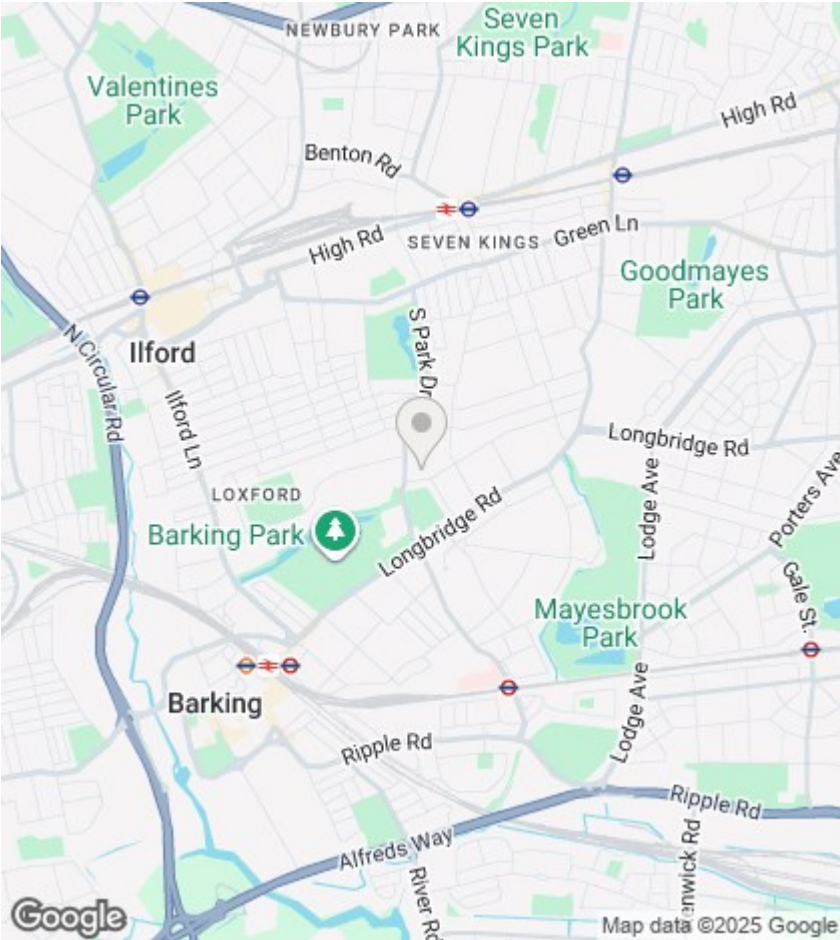 NEWBURY PARK
Seven
Kings Park
Valentines
Park
High Rd
Benton Rd
High Rd
SEVEN KINGS
Green Ln
Goodmayes
Park
S Park Dr
N Circular Rd
Ilford
Ilford Ln
Longbridge Rd
LOXFORD
Lodge Ave
Porters Ave
Barking Park
Longbridge Rd
Gale St.
Mayesbrook
Park
Barking
Lodge Ave
Ripple Rd
Ripple Rd
Alfreds Way
River Rd
enwick Rd
Google
Map data ©2025 Google